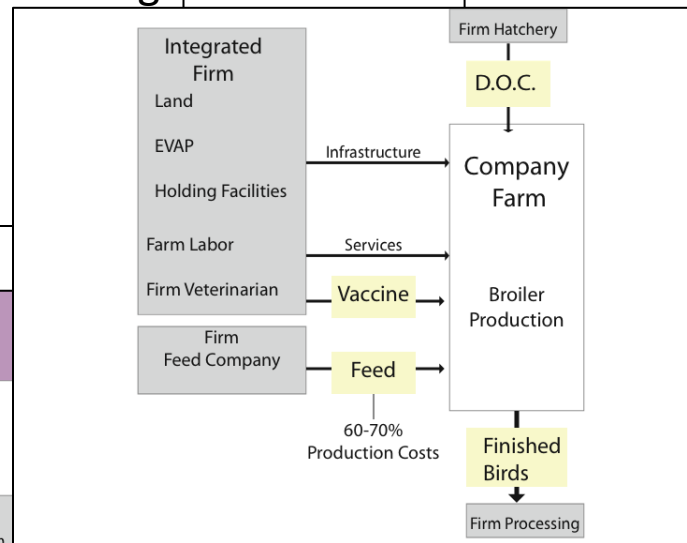 g
Firm Hatchery
Integrated
Firm
Land
EVAP
Holding Facilities
Farm Labor
Firm Veterinarian
Firm
Feed Company
D.O.C.
Infrastructure
Services
Vaccine
Feed
60-70%
Production Costs
Company
Farm
Broiler
Production
Finished
Birds
Firm Processing